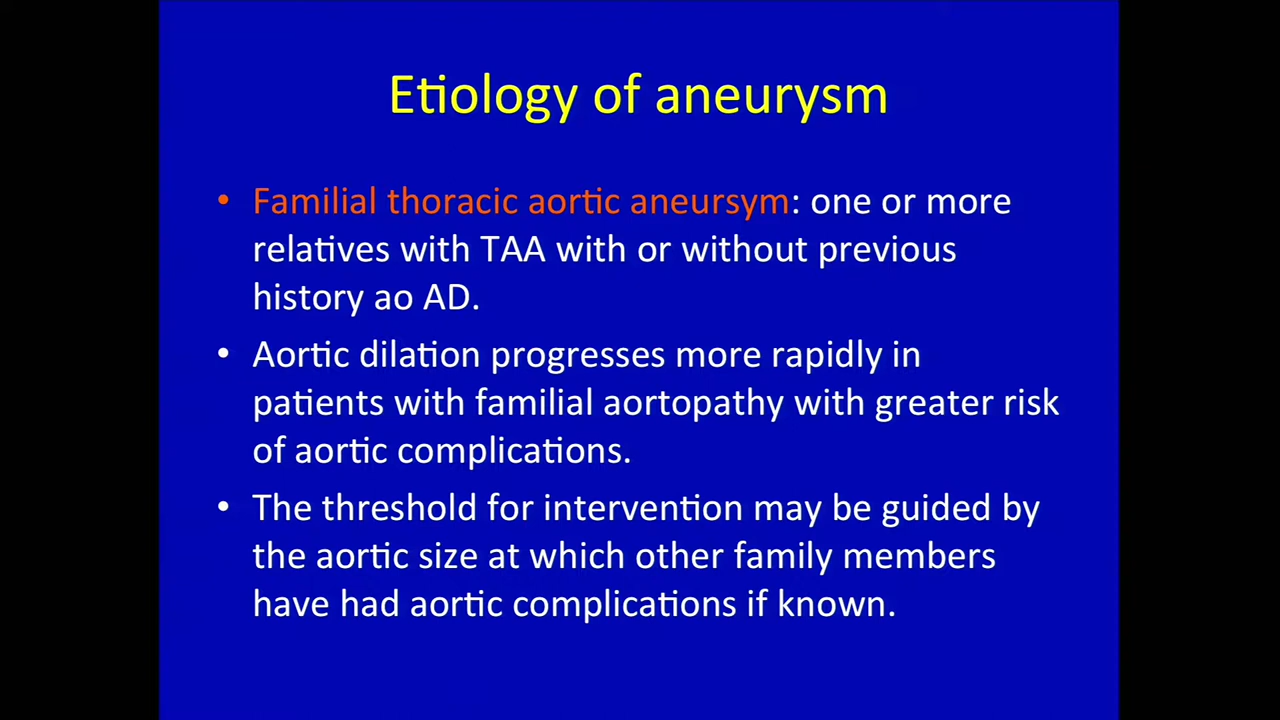 Etiology of aneurysm
• Familial thoracic aortic aneursym: one or more
relatives with TAA with or without previous
history ao AD.
• Aortic dilation progresses more rapidly in
patients with familial aortopathy with greater risk
of aortic complications.
• The threshold for intervention may be guided by
the aortic size at which other family members
have had aortic complications if known.